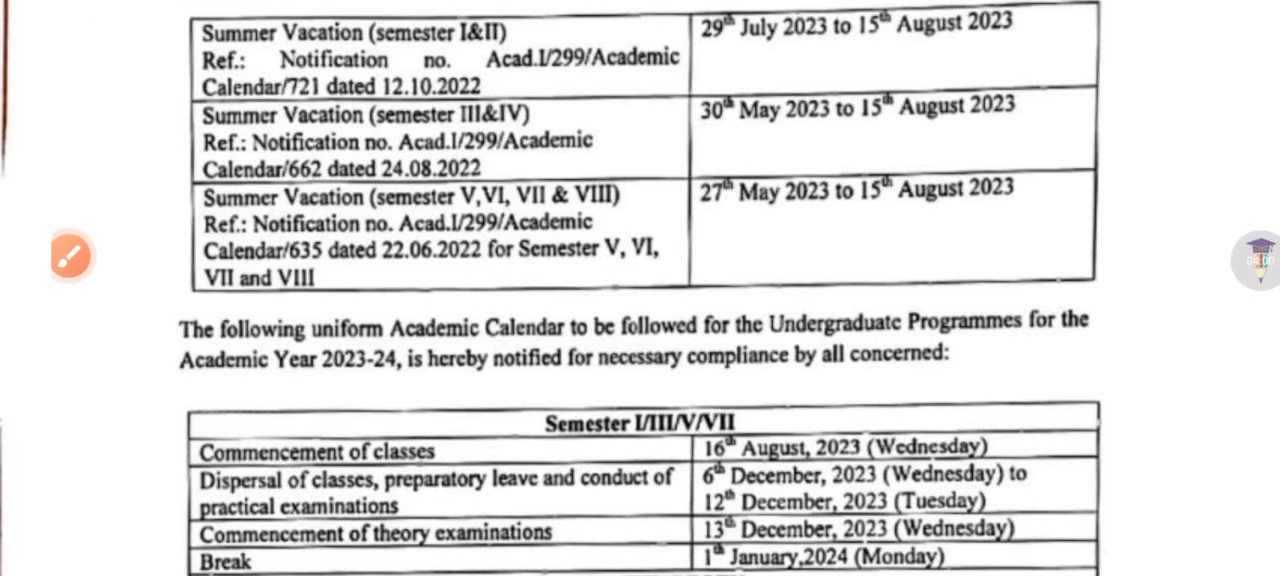 Summer Vacation (semester I&II)
29th July 2023 to 15th August 2023
Ref.: Notification no. Acad.I/299/Academic
Calendar/721 dated 12.10.2022
Summer Vacation (semester III&IV)
30th May 2023 to 15th August 2023
Ref.: Notification no. Acad.I/299/Academic
Calendar/662 dated 24.08.2022
Summer Vacation (semester V,VI, VII & VIII)
27th May 2023 to 15th August 2023
Ref.: Notification no. Acad.I/299/Academic
Calendar/635 dated 22.06.2022 for Semester V, VI,
VII and VIII
04:00
The following uniform Academic Calendar to be followed for the Undergraduate Programmes for the
Academic Year 2023-24, is hereby notified for necessary compliance by all concerned:
Semester I/III/V/VII
Commencement of classes
16th August, 2023 (Wednesday)
Dispersal of classes, preparatory leave and conduct of
practical examinations
6th December, 2023 (Wednesday) to
12th December, 2023 (Tuesday)
Commencement of theory examinations
13th December, 2023 (Wednesday)
Break
1th January,2024 (Monday)